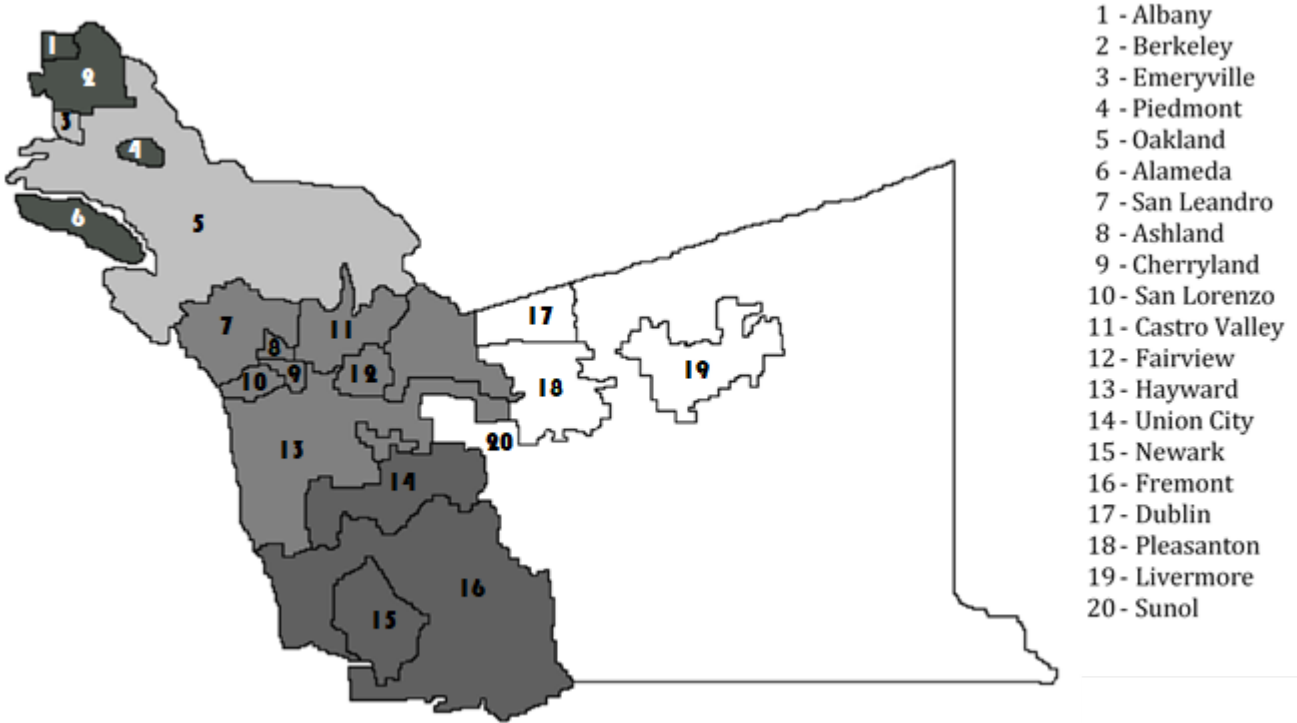 1
2
3
4
5
6
7
8
9
10
11
12
13
14
15
16
17
18
19
20
1 - Albany
2 - Berkeley
3 - Emeryville
4 - Piedmont
5 - Oakland
6 - Alameda
7 - San Leandro
8 - Ashland
9 - Cherryland
10 - San Lorenzo
11 - Castro Valley
12 - Fairview
13 - Hayward
14 - Union City
15 - Newark
16 - Fremont
17 - Dublin
18 - Pleasanton
19 - Livermore
20 - Sunol